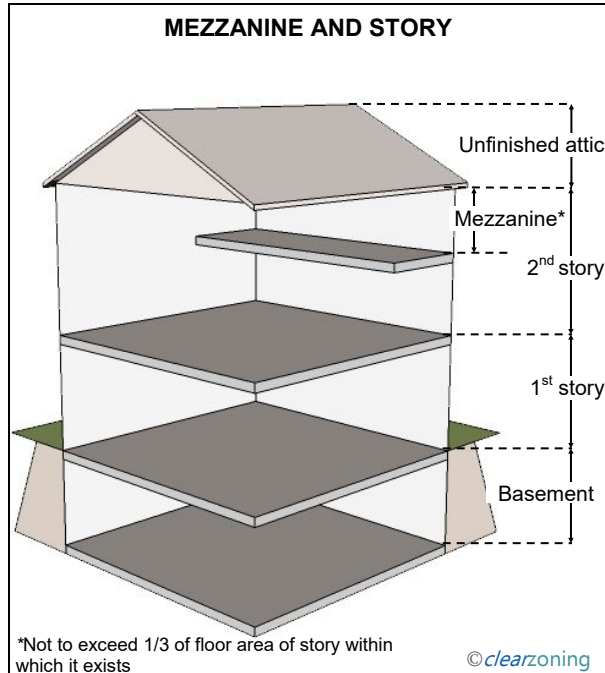 MEZZANINE AND STORY
Unfinished attic
Mezzanine*
2nd story
1st story
Basement
*Not to exceed 1/3 of floor area of story within
which it exists
©clearzoning